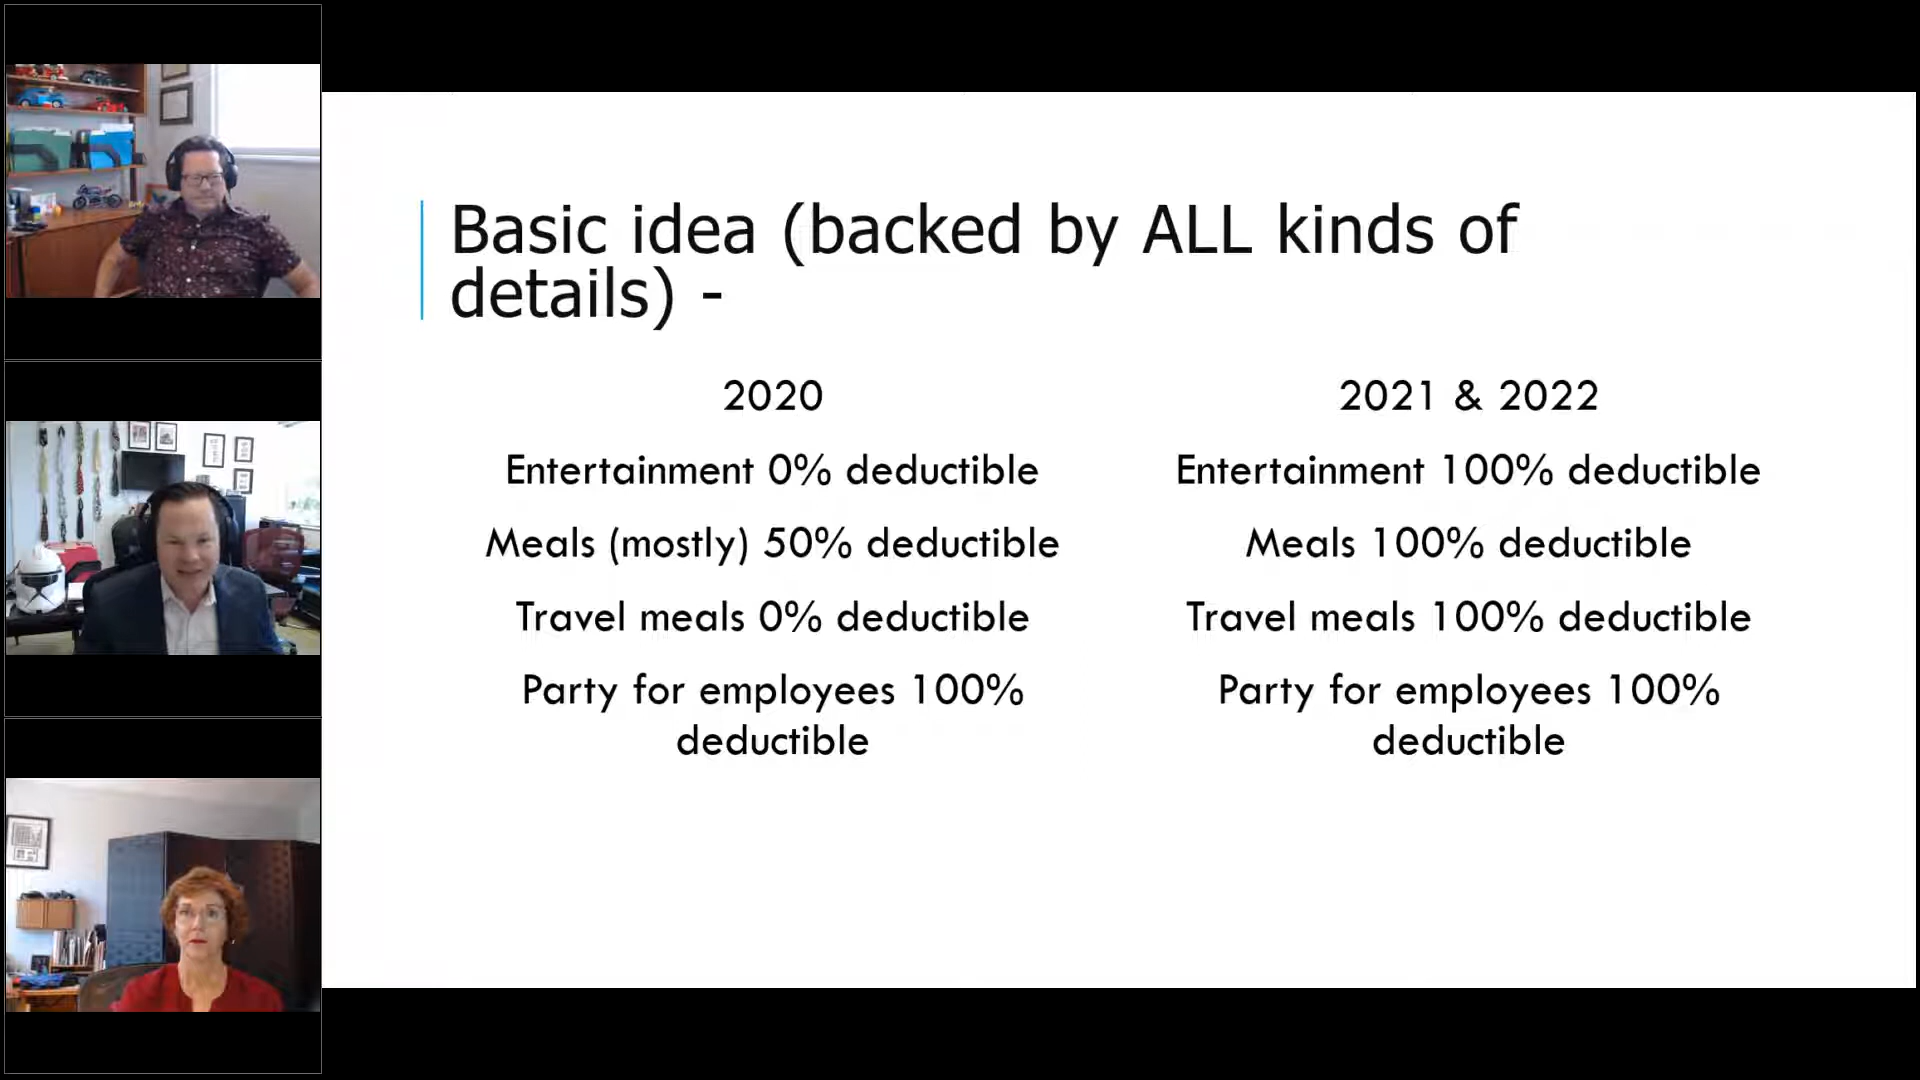 Basic idea (backed by ALL kinds of
details) -
2020
Entertainment 0% deductible
Meals (mostly) 50% deductible
Travel meals 0% deductible
Party for employees 100%
deductible
2021 & 2022
Entertainment 100% deductible
Meals 100% deductible
Travel meals 100% deductible
Party for employees 100%
deductible